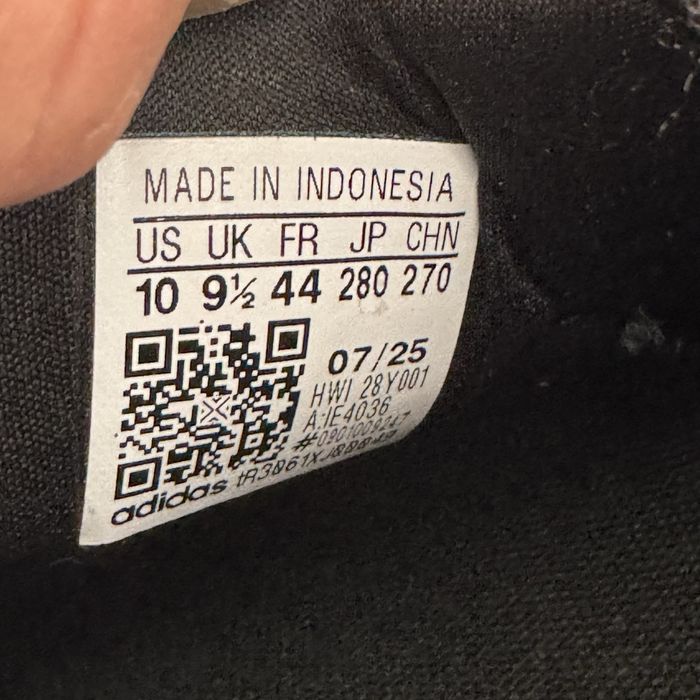 MADE IN INDONESIA
US UK FR JP CHN
10 9½ 44 280 270
07/25
HWI 28Y001
A:IE4036
#0901009247
adidas